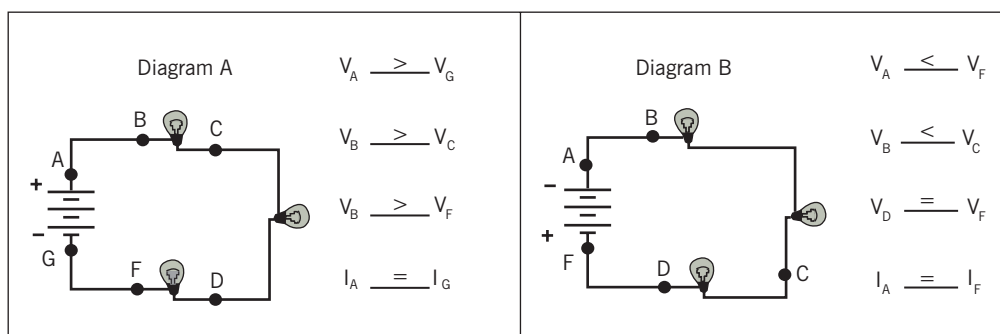 Diagram A
V_A > V_G
B
C
V_B > V_C
A
+
V_B > V_F
-
G
F
D
I_A = I_G
Diagram B
V_A < V_F
B
V_B < V_C
A
-
V_D = V_F
+
F
D
C
I_A = I_F